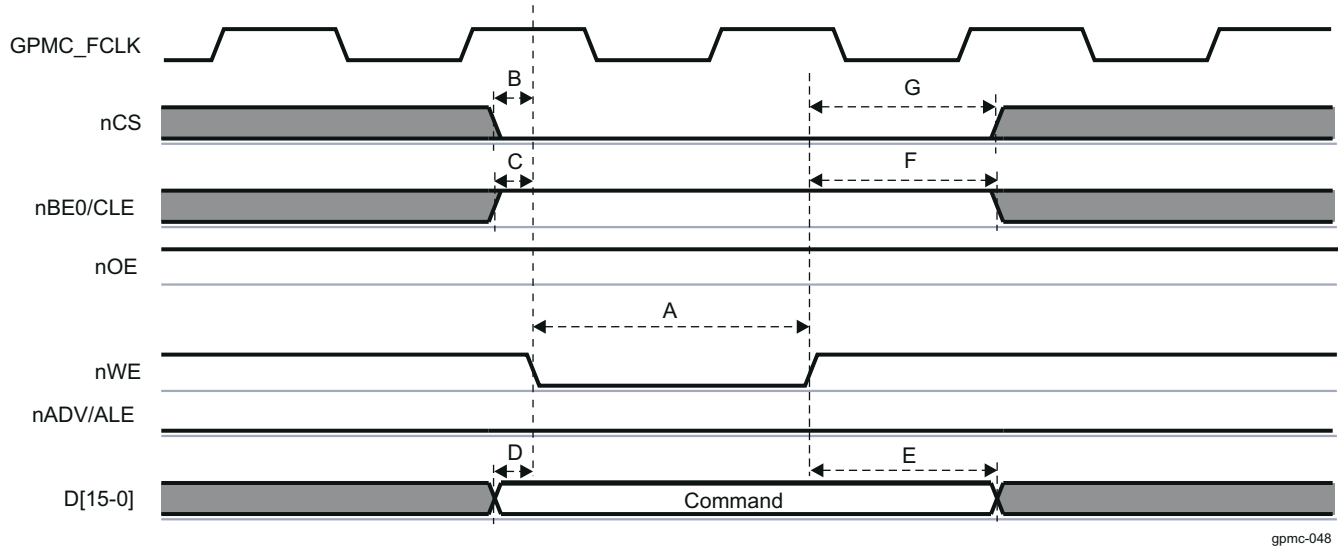 GPMC_FCLK
B
G
nCS
C
F
nBE0/CLE
nOE
A
nWE
nADV/ALE
D
E
D[15-0]
Command
gpmc-048